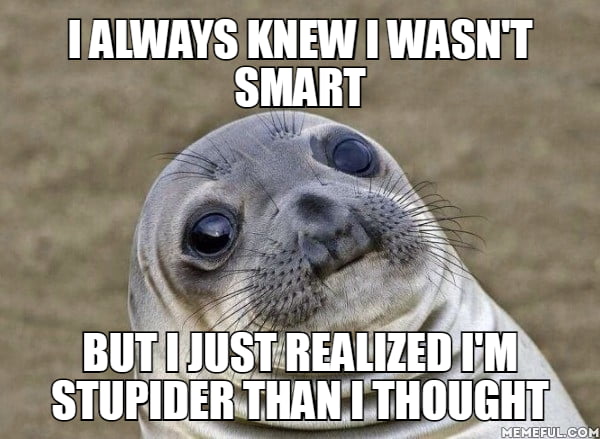 I ALWAYS KNEW I WASN'T
SMART
BUT I JUST REALIZED I'M
STUPIDER THAN I THOUGHT
MEMEFUL.COM